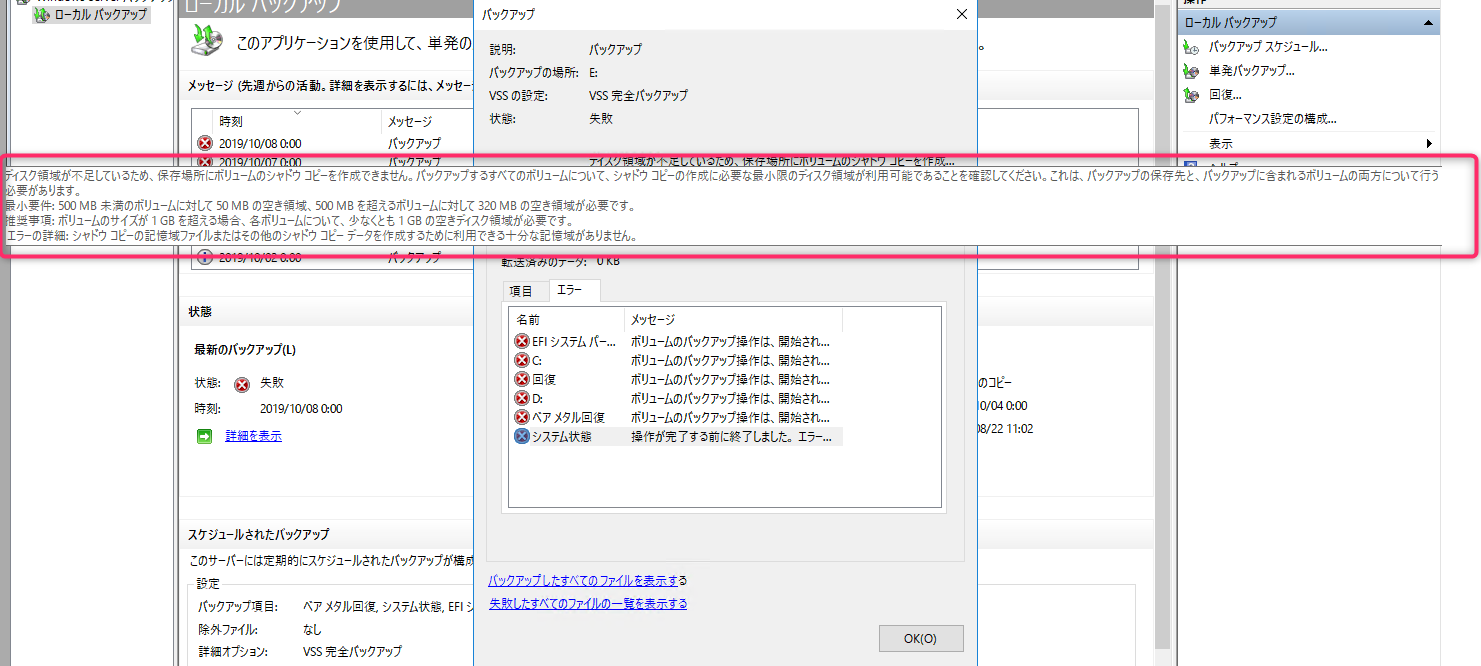 ローカル バックアップ
ローカル バックアップ
このアプリケーションを使用して、単発の
メッセージ (先週からの活動。詳細を表示するには、メッセー
時刻 メッセージ
2019/10/08 0:00 バックアップ
2019/10/07 0:00 バックアップ
2019/10/02 0:00 バックアップ
状態
最新のバックアップ(L)
状態: 失敗
時刻: 2019/10/08 0:00
詳細を表示
のコピー
10/04 0:00
08/22 11:02
スケジュールされたバックアップ
このサーバーには定期的にスケジュールされたバックアップが構成
設定
バックアップ項目: ベア メタル回復, システム状態, EFI シ
除外ファイル: なし
詳細オプション: VSS 完全バックアップ
バックアップ
説明: バックアップ
バックアップの場所: E:
VSS の設定: VSS 完全バックアップ
状態: 失敗
ディスク領域が不足しているため、保存場所にボリュームのシャドウ コピーを作成...
ディスク領域が不足しているため、保存場所にボリュームのシャドウ コピーを作成できません。バックアップするすべてのボリュームについて、シャドウ コピーの作成に必要な最小限のディスク領域が利用可能であることを確認してください。これは、バックアップの保存先と、バックアップに含まれるボリュームの両方について行う
必要があります。
最小要件: 500 MB 未満のボリュームに対して 50 MB の空き領域、500 MB を超えるボリュームに対して 320 MB の空き領域が必要です。
推奨事項: ボリュームのサイズが 1 GB を超える場合、各ボリュームについて、少なくとも 1 GB の空きディスク領域が必要です。
エラーの詳細: シャドウ コピーの記憶域ファイルまたはその他のシャドウ コピー データを作成するために利用できる十分な記憶域がありません。
転送済みのデータ: 0 KB
項目 エラー
名前 メッセージ
EFI システム パー... ボリュームのバックアップ操作は、開始され...
C: ボリュームのバックアップ操作は、開始され...
回復 ボリュームのバックアップ操作は、開始され...
D: ボリュームのバックアップ操作は、開始され...
ベア メタル回復 ボリュームのバックアップ操作は、開始され...
システム状態 操作が完了する前に終了しました。エラー...
バックアップしたすべてのファイルを表示する
失敗したすべてのファイルの一覧を表示する
OK(O)
操作
ローカル バックアップ
バックアップ スケジュール...
単発バックアップ...
回復...
パフォーマンス設定の構成...
表示
ヘルプ